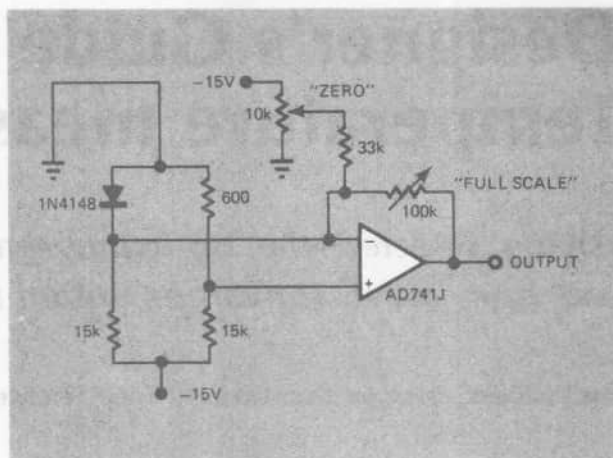 −15V
"ZERO"
10k
33k
"FULL SCALE"
1N4148
600
100k
−
+
OUTPUT
AD741J
15k
15k
−15V